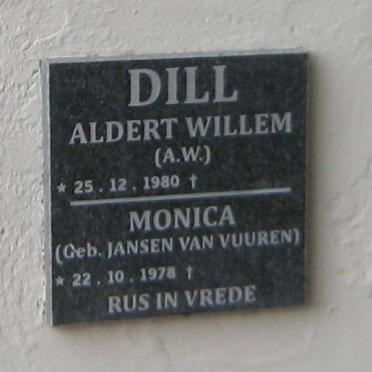 DILL
ALDERT WILLEM
(A.W.)
★ 25 . 12 . 1980 †
MONICA
(Geb. JANSEN VAN VUUREN)
★ 22 . 10 . 1978 †
RUS IN VREDE